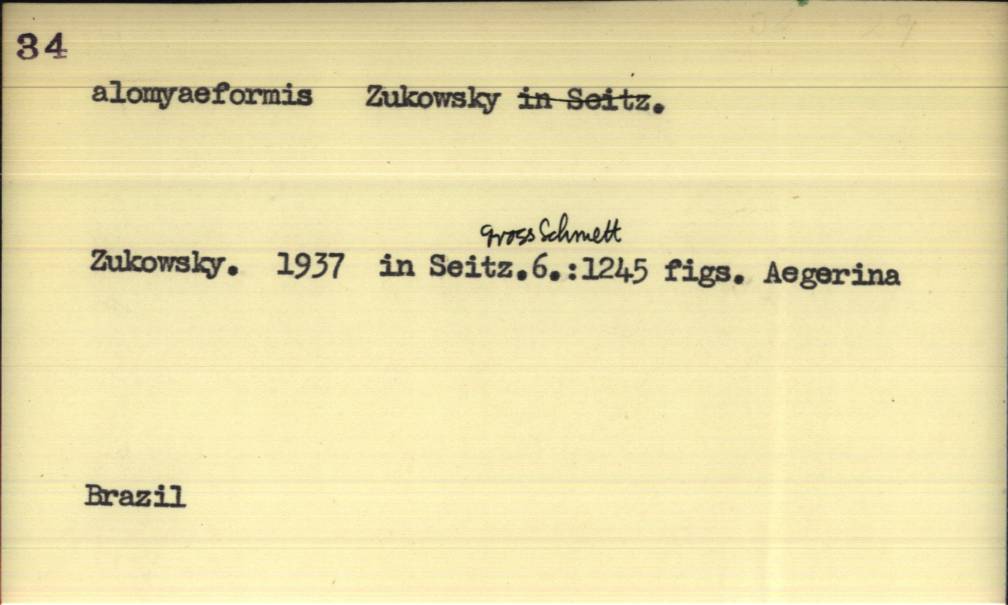 34
alomyaeformis Zukowsky in Seitz.
gross Schmett
Zukowsky. 1937 in Seitz.6.:1245 figs. Aegerina
Brazil